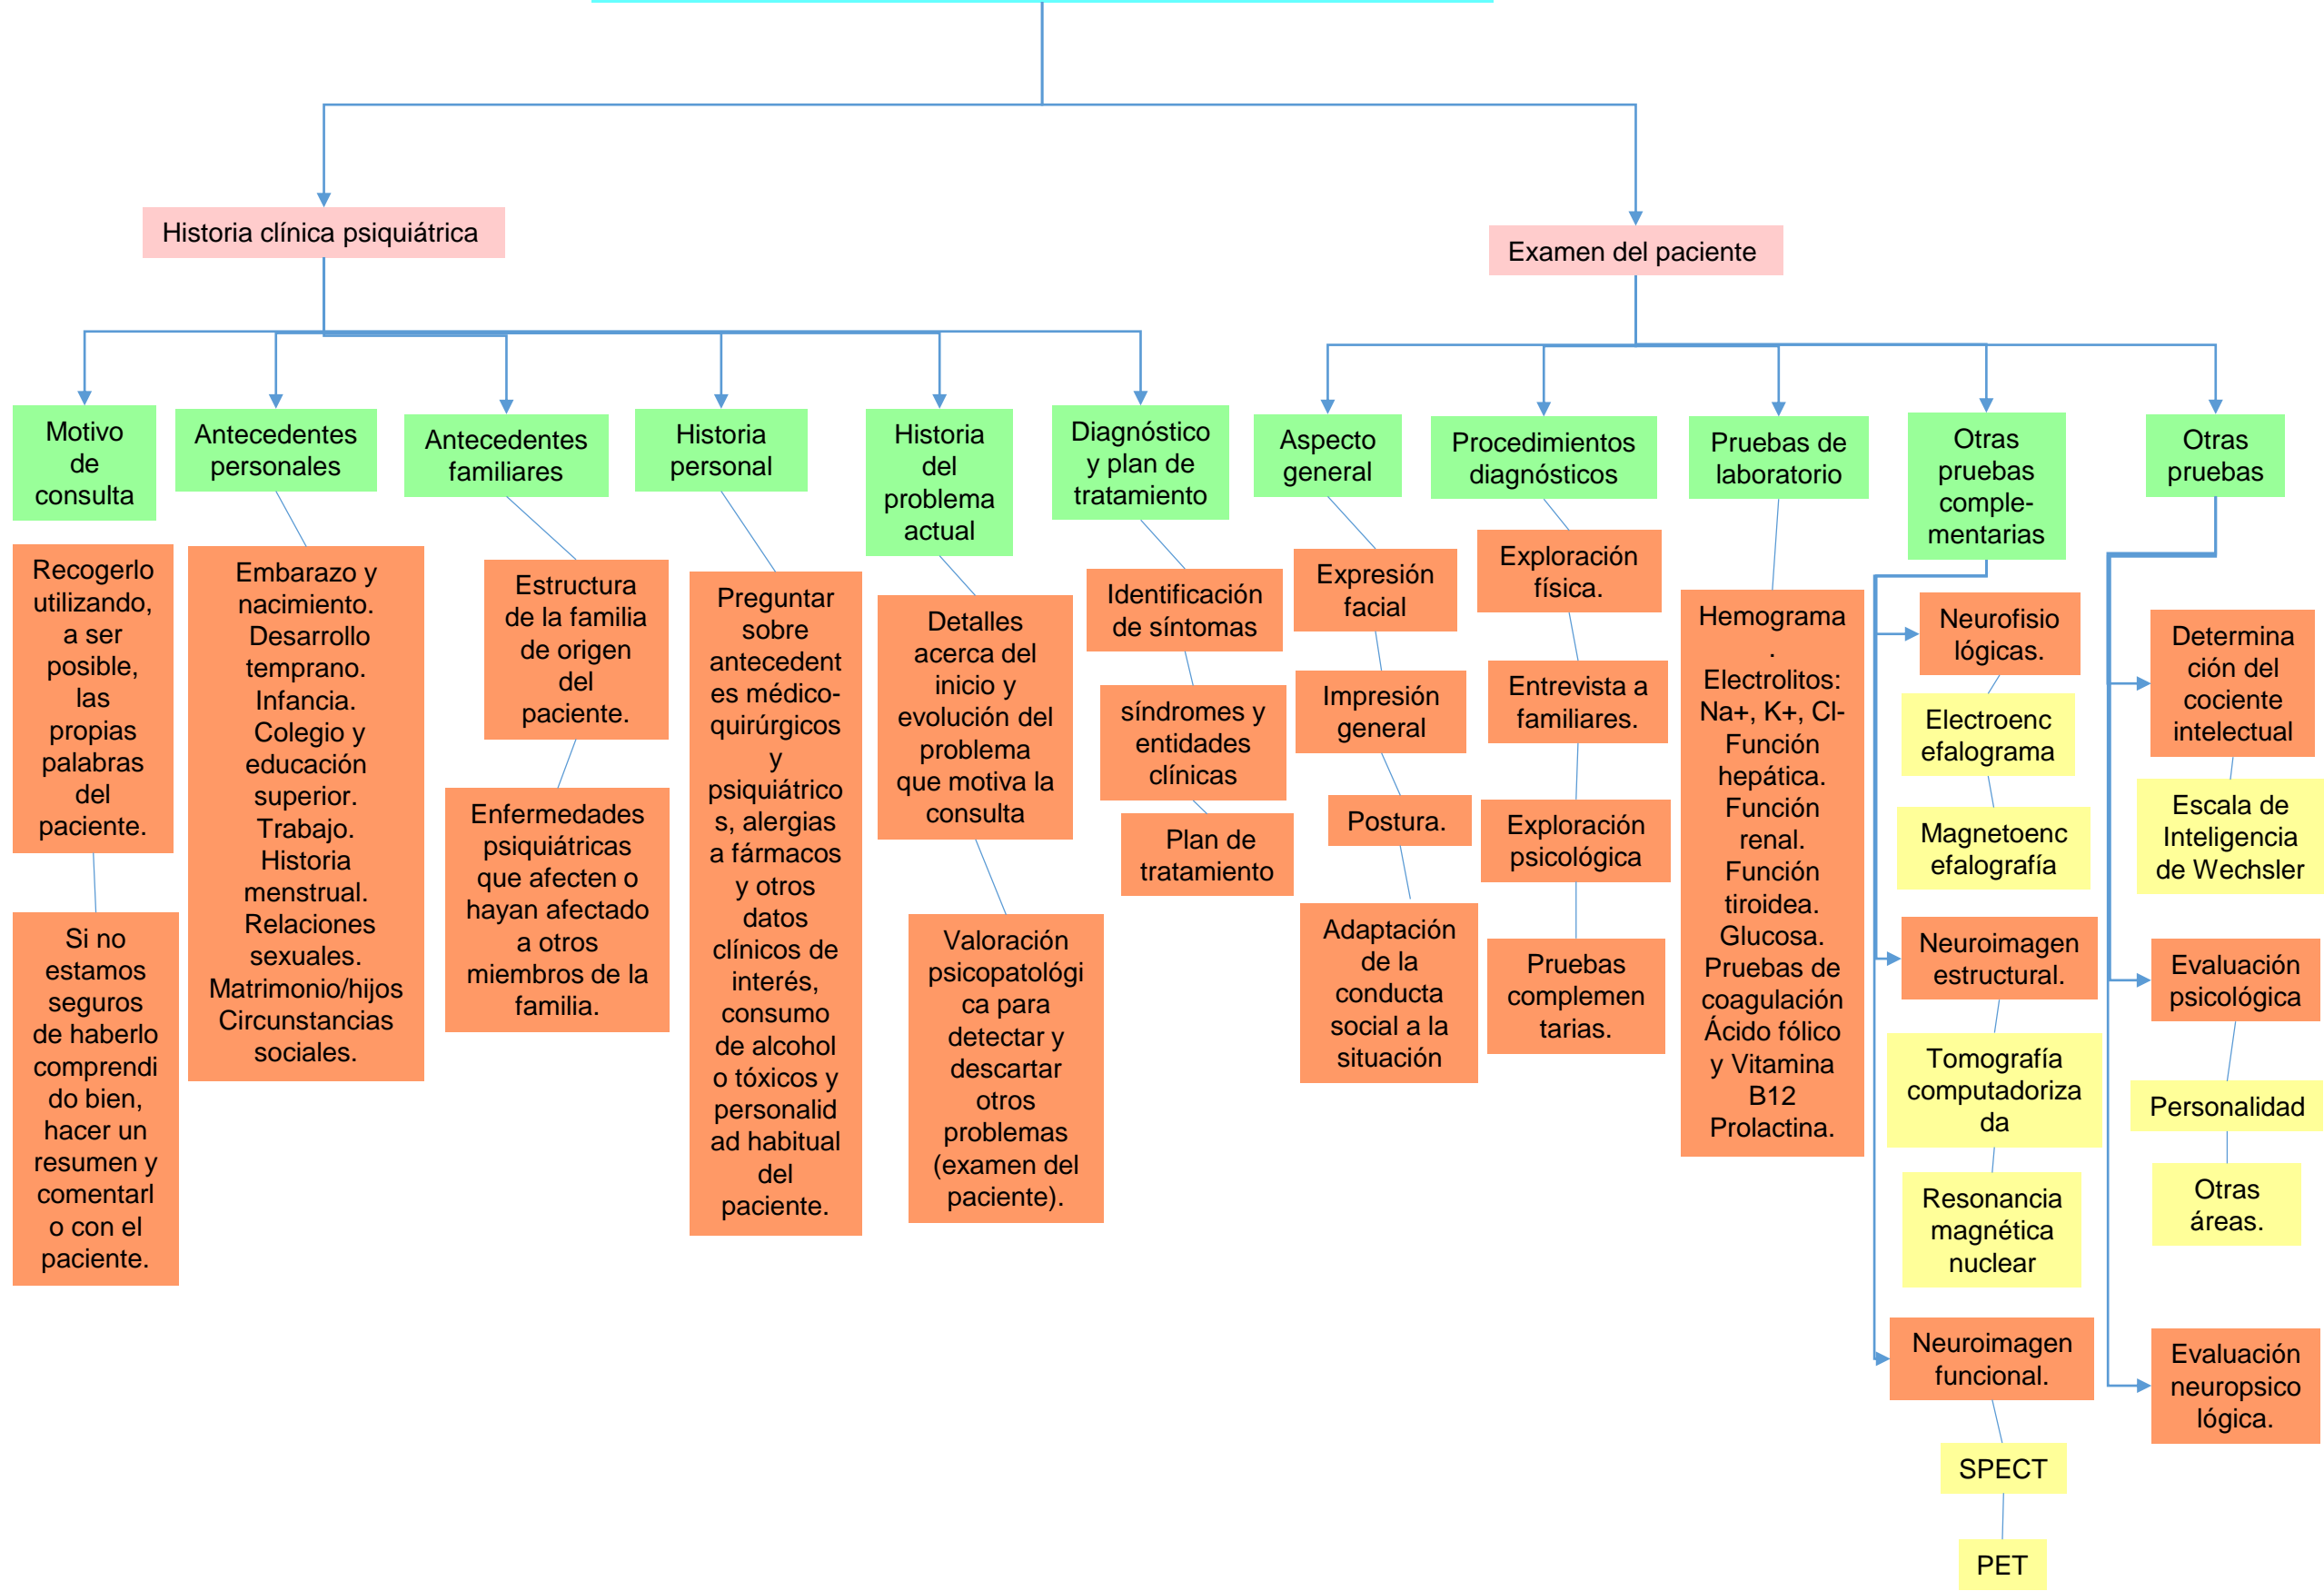 Historia clínica psiquiátrica
Examen del paciente
Motivo
de
consulta
Recogerlo
utilizando,
a ser
posible,
las
propias
palabras
del
paciente.
Si no
estamos
seguros
de haberlo
comprendi
do bien,
hacer un
resumen y
comentarl
o con el
paciente.
Antecedentes
personales
Embarazo y
nacimiento.
Desarrollo
temprano.
Infancia.
Colegio y
educación
superior.
Trabajo.
Historia
menstrual.
Relaciones
sexuales.
Matrimonio/hijos
Circunstancias
sociales.
Antecedentes
familiares
Estructura
de la familia
de origen
del
paciente.
Enfermedades
psiquiátricas
que afecten o
hayan afectado
a otros
miembros de la
familia.
Historia
personal
Preguntar
sobre
antecedent
es médico-
quirúrgicos
y
psiquiátrico
s, alergias
a fármacos
y otros
datos
clínicos de
interés,
consumo
de alcohol
o tóxicos y
personalid
ad habitual
del
paciente.
Historia
del
problema
actual
Detalles
acerca del
inicio y
evolución del
problema
que motiva la
consulta
Valoración
psicopatológi
ca para
detectar y
descartar
otros
problemas
(examen del
paciente).
Diagnóstico
y plan de
tratamiento
Identificación
de síntomas
síndromes y
entidades
clínicas
Plan de
tratamiento
Aspecto
general
Expresión
facial
Impresión
general
Postura.
Adaptación
de la
conducta
social a la
situación
Procedimientos
diagnósticos
Exploración
física.
Entrevista a
familiares.
Exploración
psicológica
Pruebas
complemen
tarias.
Pruebas de
laboratorio
Hemograma
.
Electrolitos:
Na+, K+, Cl-
Función
hepática.
Función
renal.
Función
tiroidea.
Glucosa.
Pruebas de
coagulación
Ácido fólico
y Vitamina
B12
Prolactina.
Otras
pruebas
comple-
mentarias
Neurofisio
lógicas.
Electroenc
efalograma
Magnetoenc
efalografía
Neuroimagen
estructural.
Tomografía
computadoriza
da
Resonancia
magnética
nuclear
Neuroimagen
funcional.
SPECT
PET
Otras
pruebas
Determina
ción del
cociente
intelectual
Escala de
Inteligencia
de Wechsler
Evaluación
psicológica
Personalidad
Otras
áreas.
Evaluación
neuropsico
lógica.